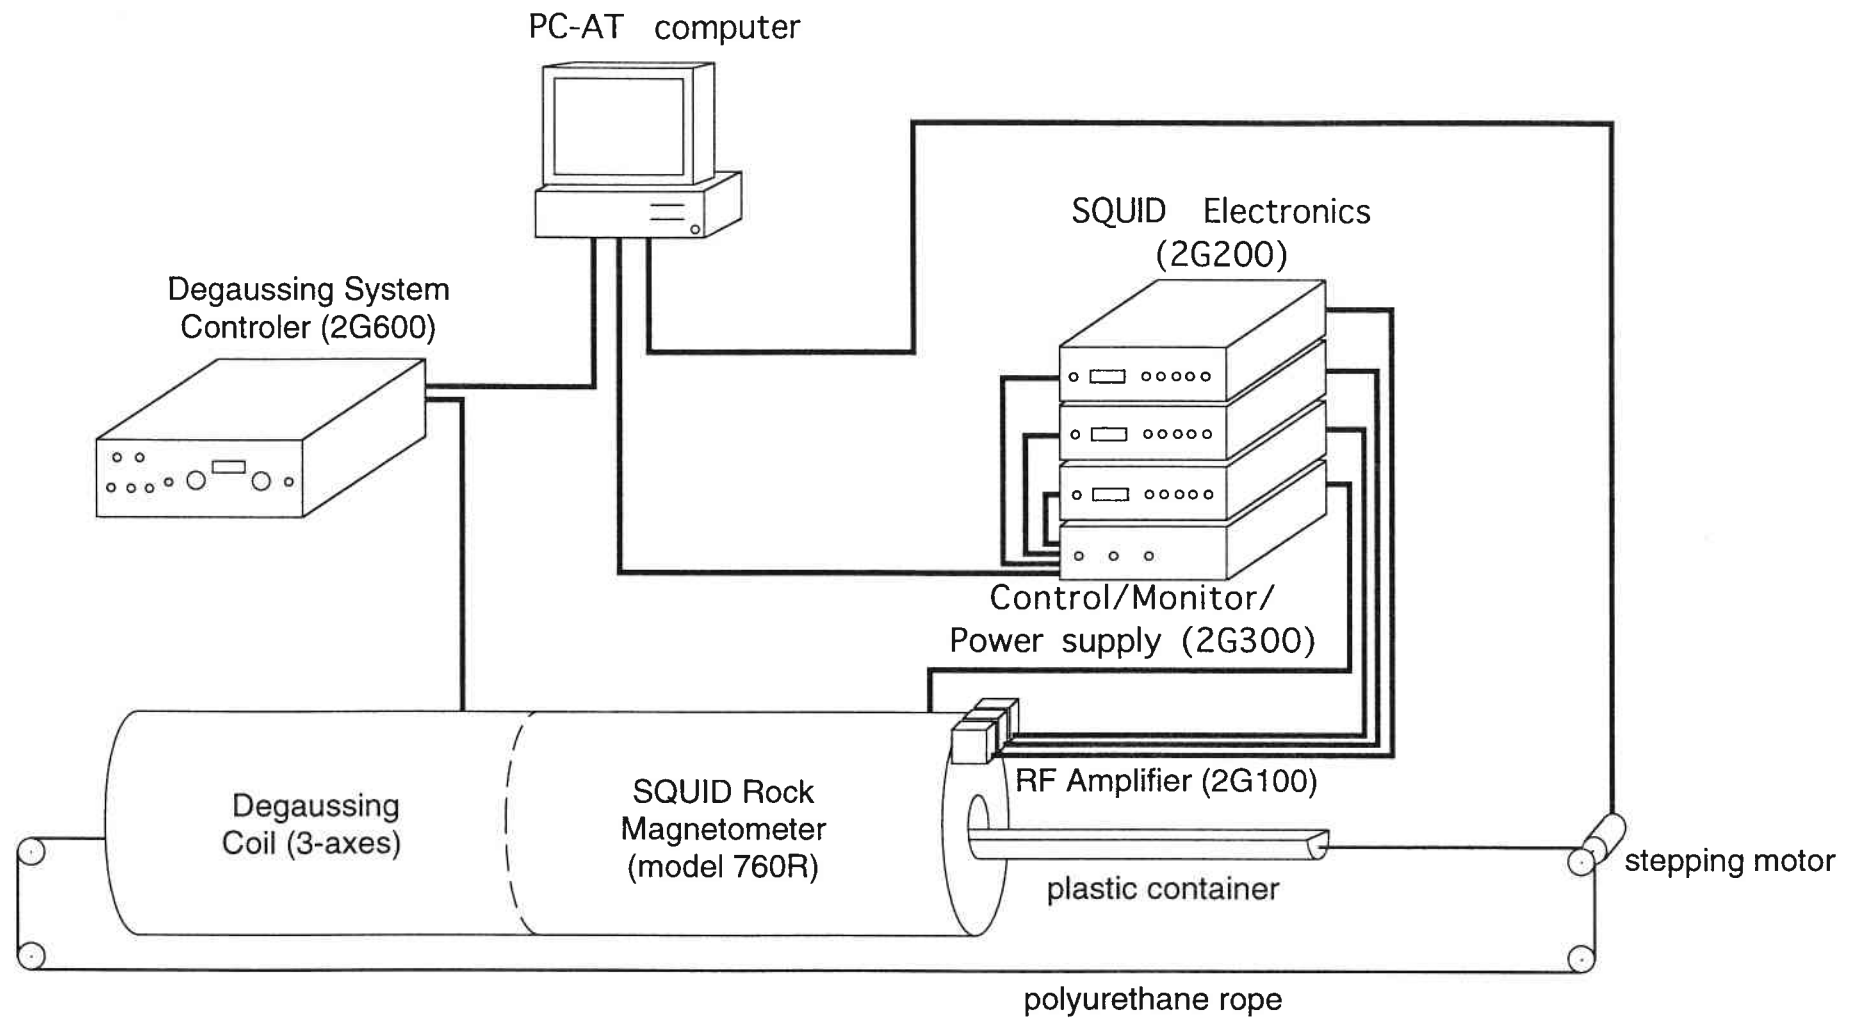 PC-AT computer
SQUID Electronics
(2G200)
Degaussing System
Controler (2G600)
Control/Monitor/
Power supply (2G300)
RF Amplifier (2G100)
Degaussing
Coil (3-axes)
SQUID Rock
Magnetometer
(model 760R)
plastic container
stepping motor
polyurethane rope